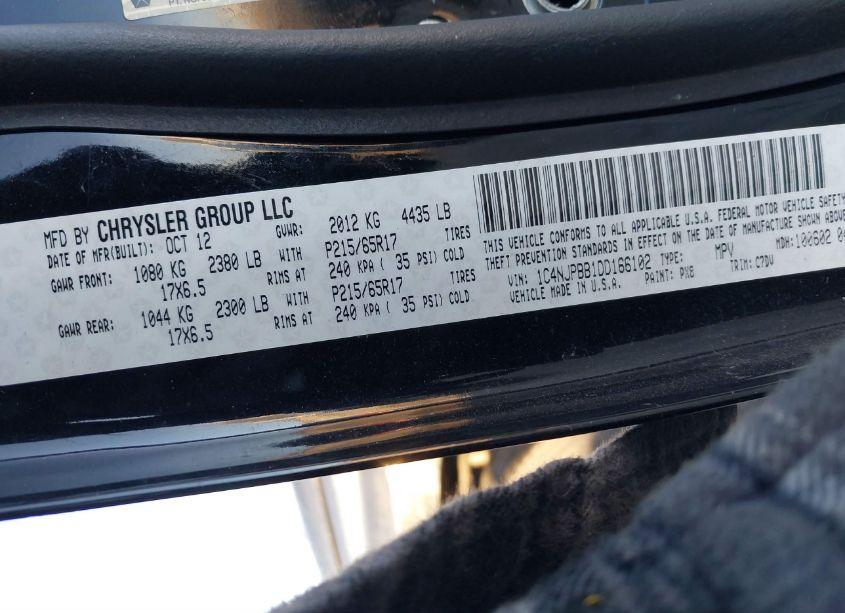 MFD BY CHRYSLER GROUP LLC
DATE OF MFR(BUILT): OCT 12 GVWR: 2012 KG 4435 LB
GAWR FRONT: 1080 KG 2380 LB WITH P215/65R17 TIRES
17X6.5 RIMS AT 240 KPA ( 35 PSI) COLD
GAWR REAR: 1044 KG 2300 LB WITH P215/65R17 TIRES
17X6.5 RIMS AT 240 KPA ( 35 PSI) COLD
THIS VEHICLE CONFORMS TO ALL APPLICABLE U.S.A. FEDERAL MOTOR VEHICLE SAFETY
THEFT PREVENTION STANDARDS IN EFFECT ON THE DATE OF MANUFACTURE SHOWN ABOVE
VIN: 1C4NJPBB1DD166102 TYPE: MPV MDH: 100602
VEHICLE MADE IN U.S.A. PAINT: PX8 TRIM: C7DV